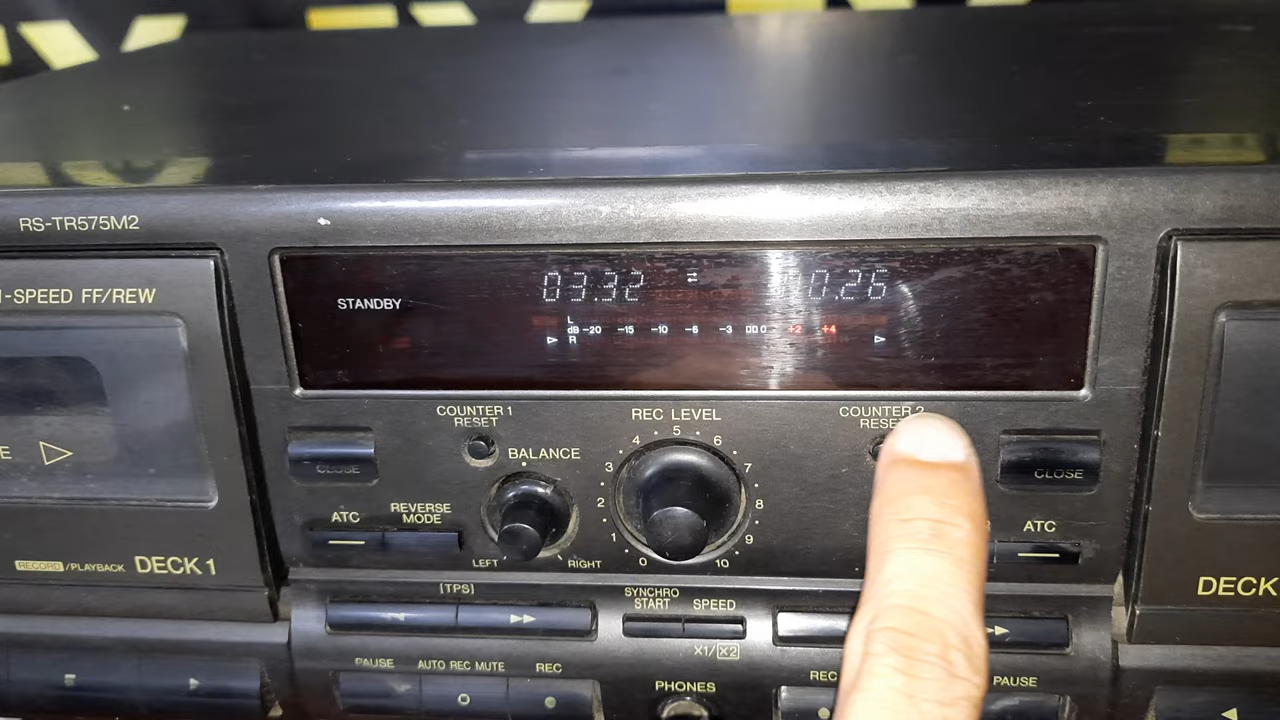 RS-TR575M2
-SPEED FF/REW
STANDBY
03.32
0.26
L
dB -20 -15 -10 -6 -3 0 +2 +4
R
COUNTER 1
RESET
REC LEVEL
COUNTER 2
RESET
BALANCE
0 1 2 3 4 5 6 7 8 9 10
CLOSE
CLOSE
ATC
REVERSE
MODE
ATC
LEFT
RIGHT
RECORD/PLAYBACK DECK 1
DECK
[TPS]
SYNCHRO
START
SPEED
X1/X2
PAUSE
AUTO REC MUTE
REC
PHONES
REC
PAUSE